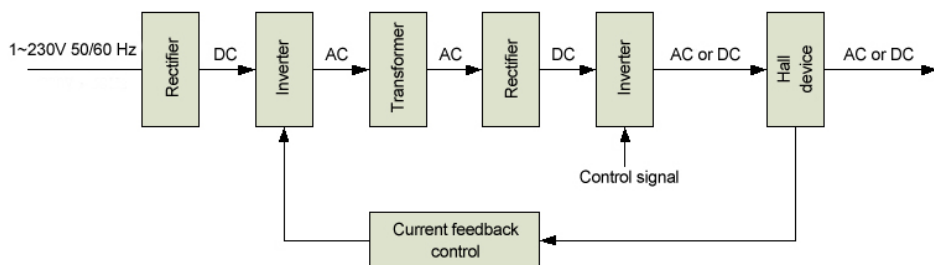 1~230V 50/60 Hz
Rectifier
DC
Inverter
AC
Transformer
AC
Rectifier
DC
Inverter
AC or DC
Hall
device
AC or DC
Control signal
Current feedback
control